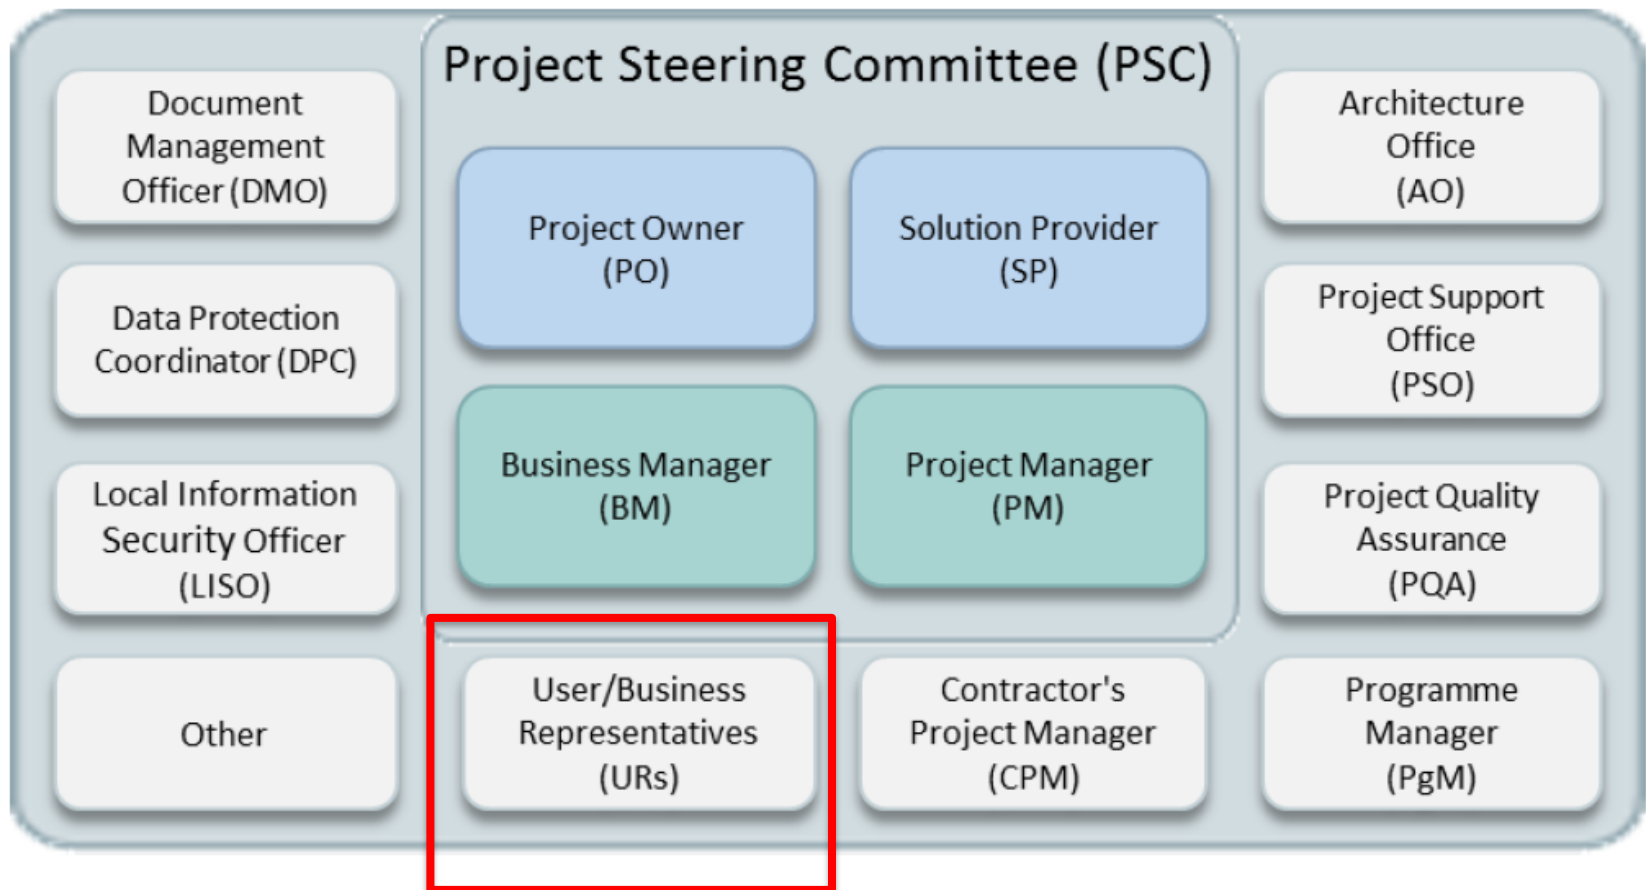 Project Steering Committee (PSC)
Document
Management
Officer (DMO)
Data Protection
Coordinator (DPC)
Local Information
Security Officer
(LISO)
Other
Project Owner
(PO)
Solution Provider
(SP)
Business Manager
(BM)
Project Manager
(PM)
User/Business
Representatives
(URs)
Contractor's
Project Manager
(CPM)
Architecture
Office
(AO)
Project Support
Office
(PSO)
Project Quality
Assurance
(PQA)
Programme
Manager
(PgM)